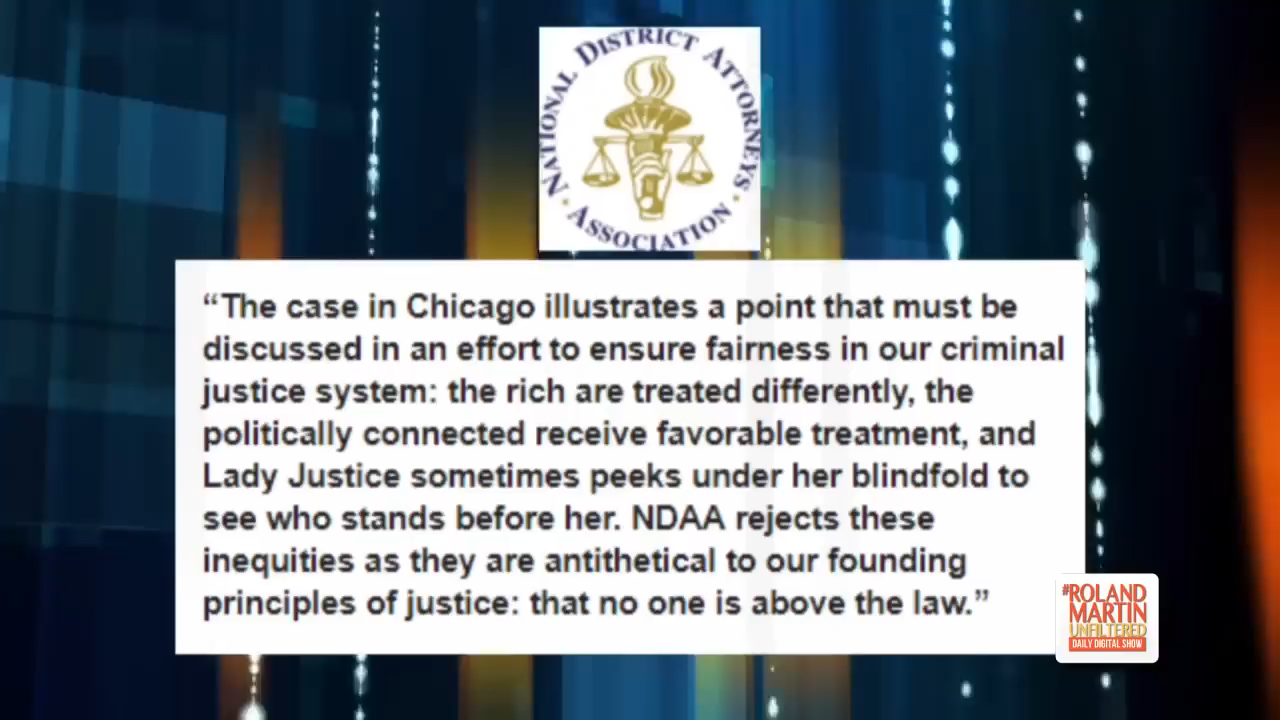 NATIONAL DISTRICT ATTORNEYS
ASSOCIATION
“The case in Chicago illustrates a point that must be
discussed in an effort to ensure fairness in our criminal
justice system: the rich are treated differently, the
politically connected receive favorable treatment, and
Lady Justice sometimes peeks under her blindfold to
see who stands before her. NDAA rejects these
inequities as they are antithetical to our founding
principles of justice: that no one is above the law.”
#ROLAND
MARTIN
UNFILTERED
DAILY DIGITAL SHOW